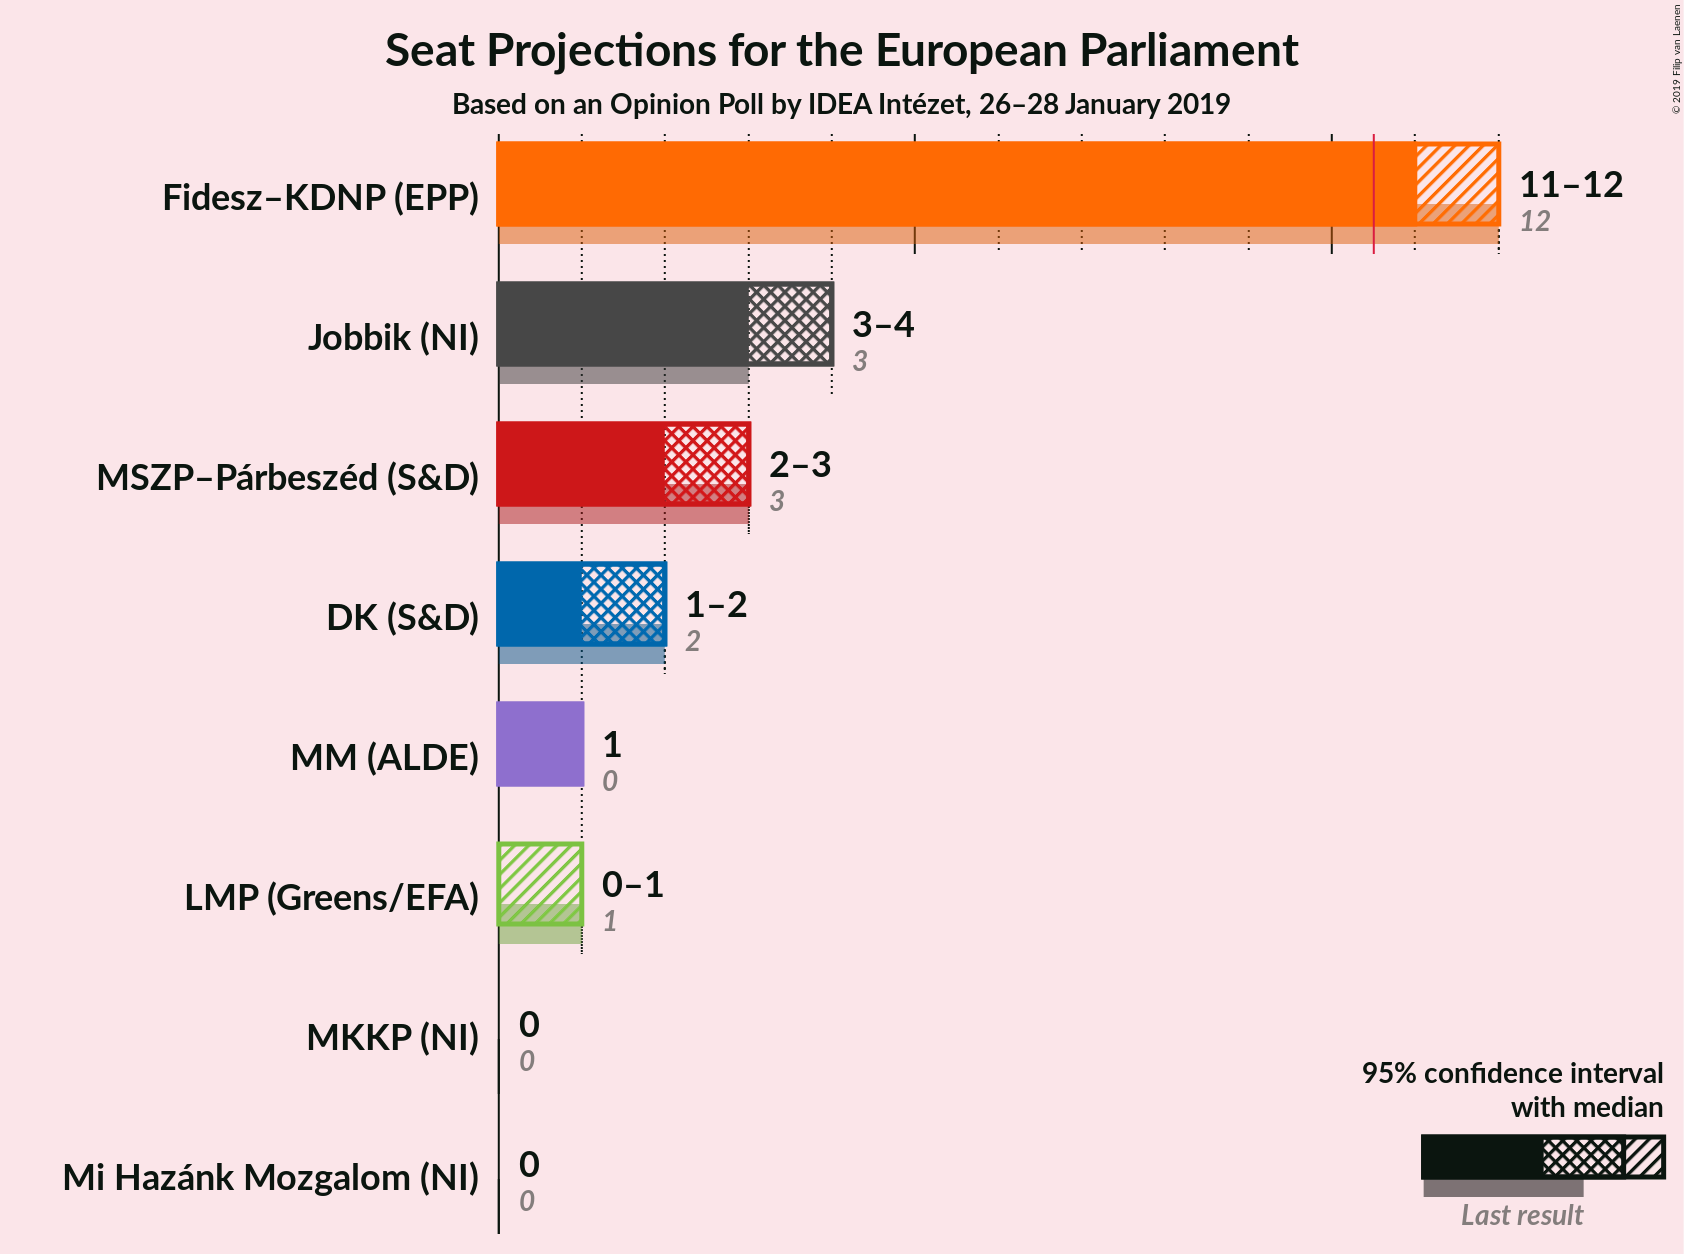 Seat Projections for the European Parliament
Based on an Opinion Poll by IDEA Intézet, 26–28 January 2019
© 2019 Filip van Laenen
Fidesz–KDNP (EPP)
11–12
12
Jobbik (NI)
3–4
3
MSZP–Párbeszéd (S&D)
2–3
3
DK (S&D)
1–2
2
MM (ALDE)
1
0
LMP (Greens/EFA)
0–1
1
MKKP (NI)
0
0
Mi Hazánk Mozgalom (NI)
0
0
95% confidence interval
with median
Last result